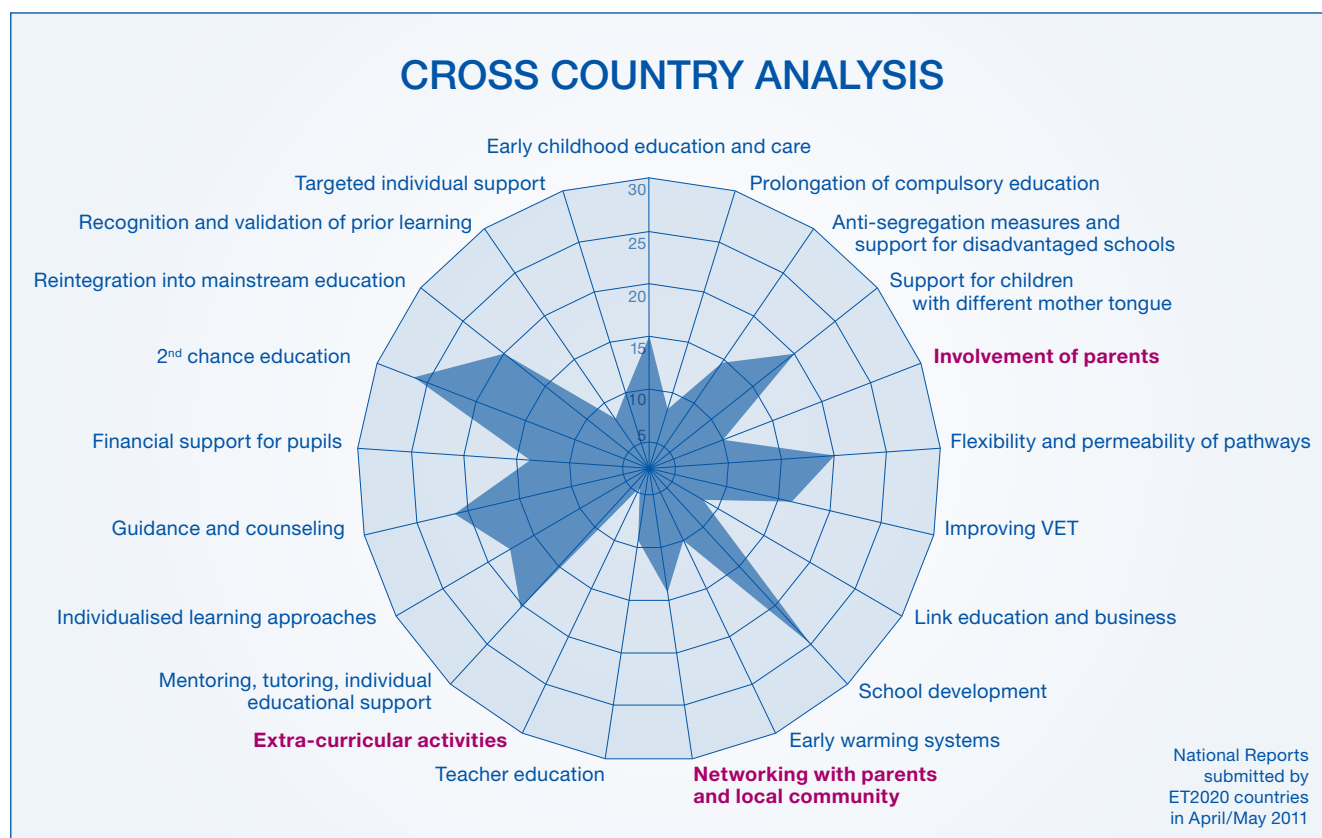 CROSS COUNTRY ANALYSIS
Early childhood education and care
Targeted individual support
Prolongation of compulsory education
Recognition and validation of prior learning
Anti-segregation measures and
support for disadvantaged schools
Reintegration into mainstream education
Support for children
with different mother tongue
2nd chance education
Involvement of parents
Financial support for pupils
Flexibility and permeability of pathways
Guidance and counseling
Improving VET
Individualised learning approaches
Link education and business
Mentoring, tutoring, individual
educational support
School development
Extra-curricular activities
Early warming systems
Teacher education
Networking with parents
and local community
30
25
20
15
10
5
National Reports
submitted by
ET2020 countries
in April/May 2011